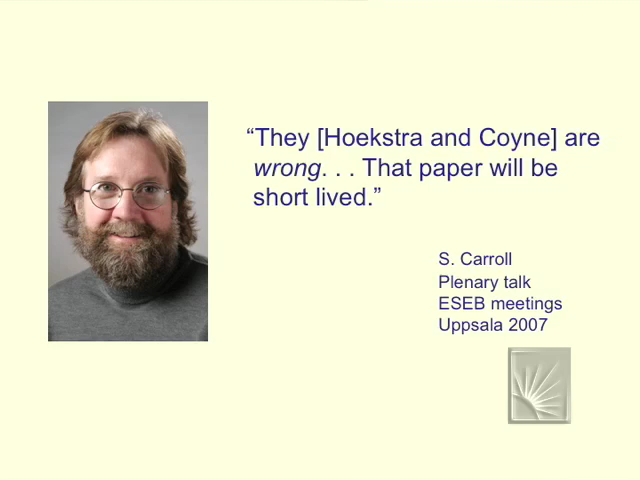 “They [Hoekstra and Coyne] are
wrong. . . That paper will be
short lived.”
S. Carroll
Plenary talk
ESEB meetings
Uppsala 2007